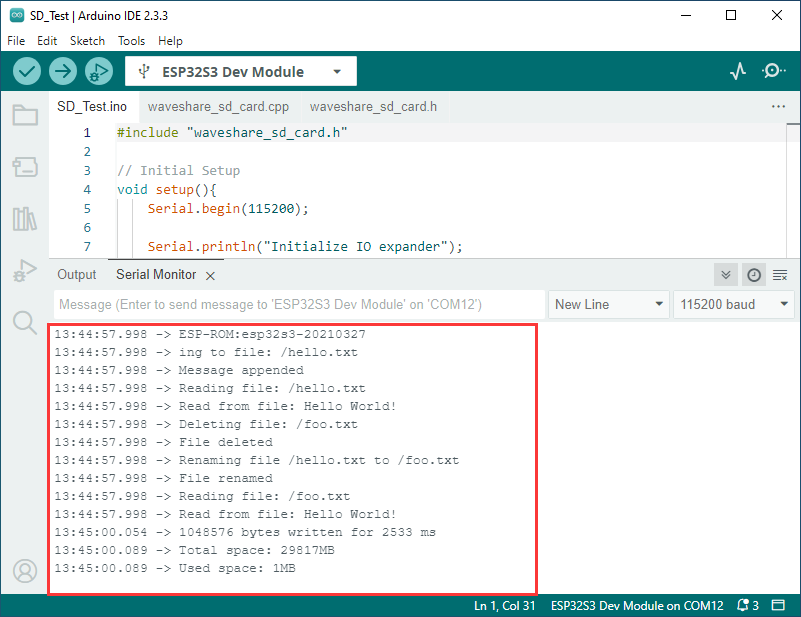 SD_Test | Arduino IDE 2.3.3
File Edit Sketch Tools Help
ESP32S3 Dev Module
SD_Test.ino waveshare_sd_card.cpp waveshare_sd_card.h
1 #include "waveshare_sd_card.h"
2
3 // Initial Setup
4 void setup(){
5 Serial.begin(115200);
6
7 Serial.println("Initialize IO expander");
Output Serial Monitor
Message (Enter to send message to 'ESP32S3 Dev Module' on 'COM12') New Line 115200 baud
13:44:57.998 -> ESP-ROM:esp32s3-20210327
13:44:57.998 -> ing to file: /hello.txt
13:44:57.998 -> Message appended
13:44:57.998 -> Reading file: /hello.txt
13:44:57.998 -> Read from file: Hello World!
13:44:57.998 -> Deleting file: /foo.txt
13:44:57.998 -> File deleted
13:44:57.998 -> Renaming file /hello.txt to /foo.txt
13:44:57.998 -> File renamed
13:44:57.998 -> Reading file: /foo.txt
13:44:57.998 -> Read from file: Hello World!
13:45:00.054 -> 1048576 bytes written for 2533 ms
13:45:00.089 -> Total space: 29817MB
13:45:00.089 -> Used space: 1MB
Ln 1, Col 31 ESP32S3 Dev Module on COM12 3